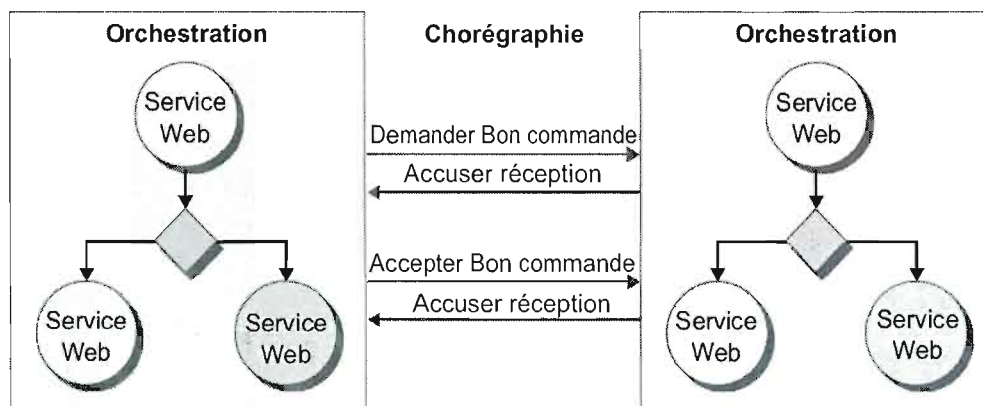 Orchestration
Service
Web
Service
Web
Service
Web
Chorégraphie
Demander Bon commande
Accuser réception
Accepter Bon commande
Accuser réception
Orchestration
Service
Web
Service
Web
Service
Web